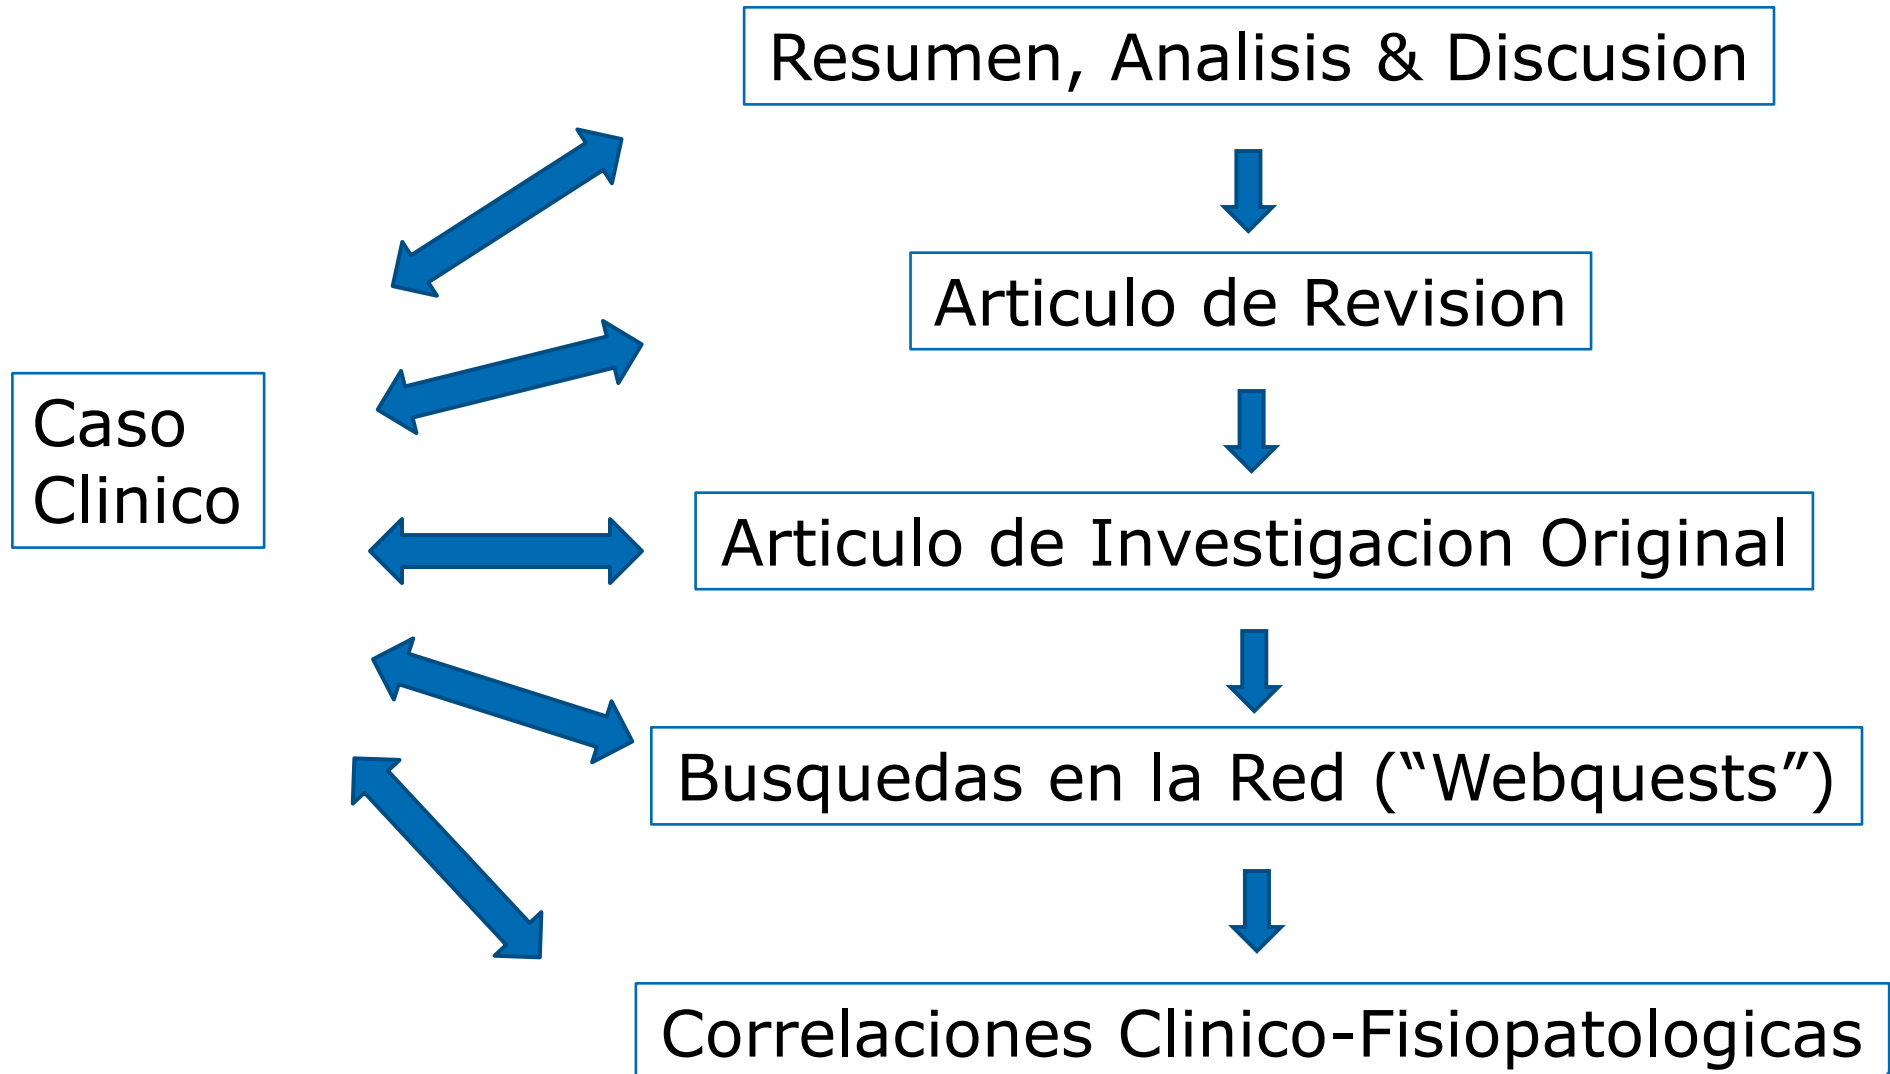 Resumen, Analisis & Discusion
Articulo de Revision
Caso
Clinico
Articulo de Investigacion Original
Busquedas en la Red (“Webquests”)
Correlaciones Clinico-Fisiopatologicas